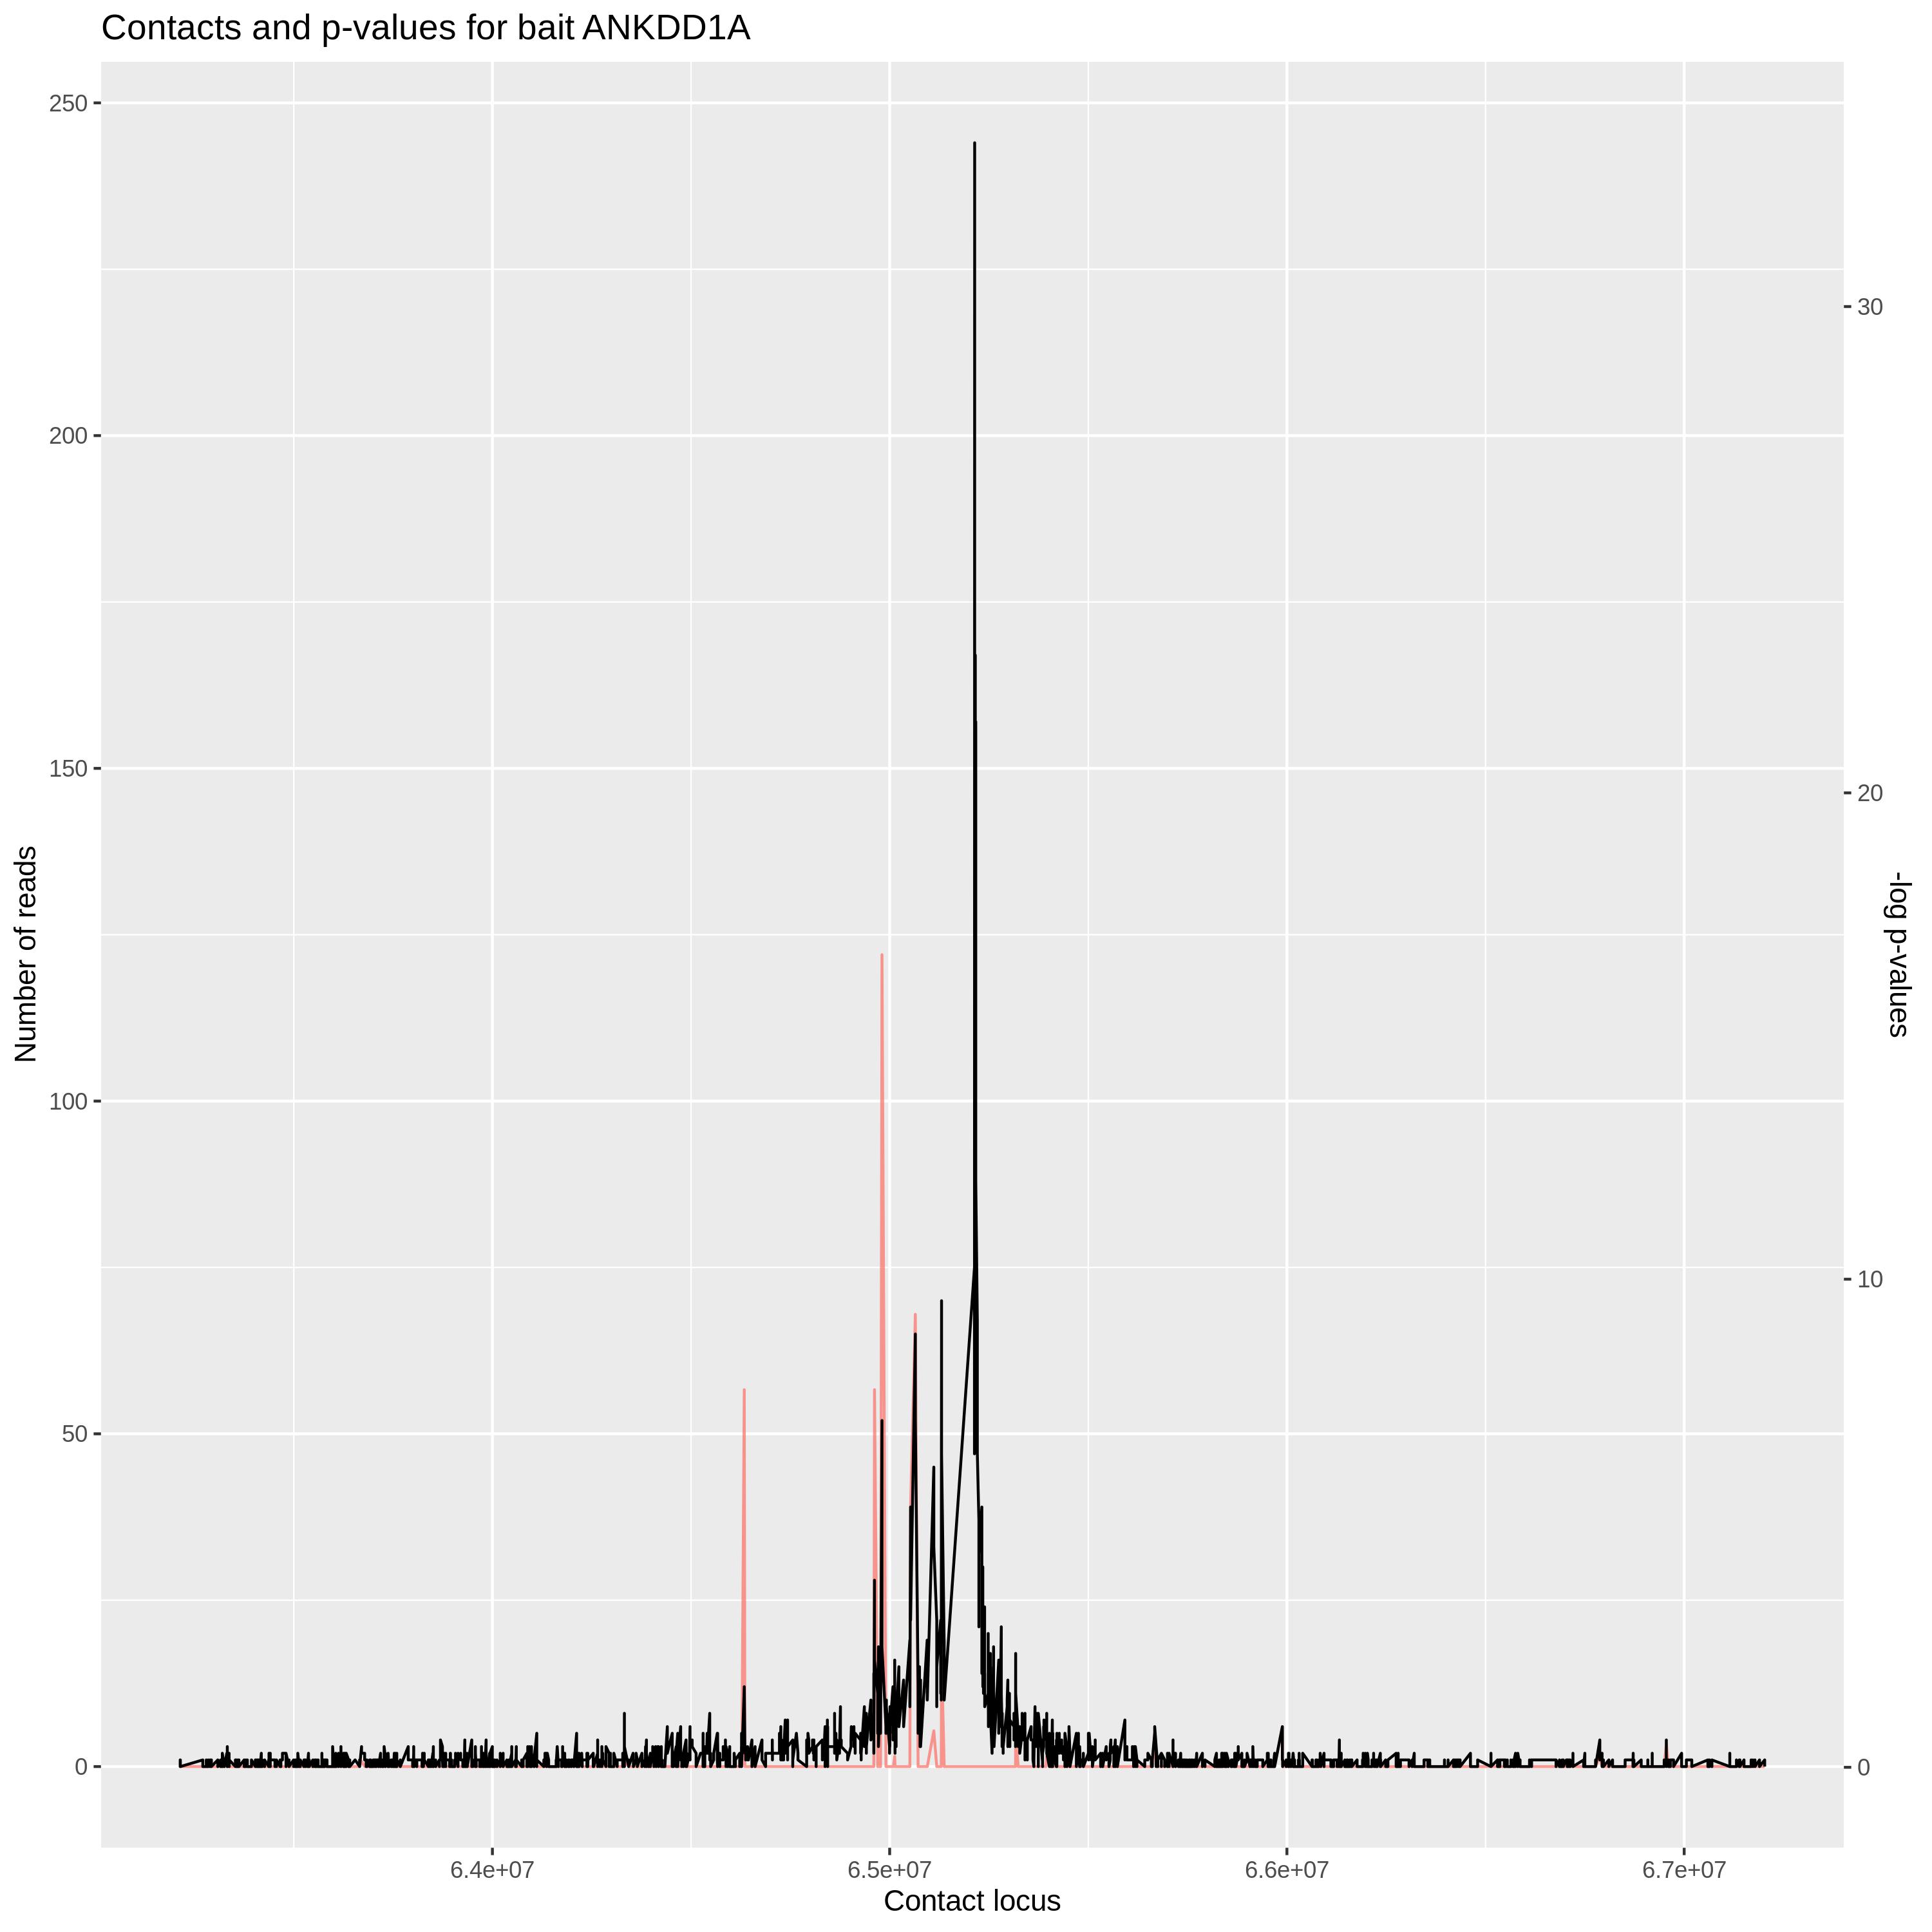 Contacts and p-values for bait ANKDD1A
250
200
150
100
50
0
Number of reads
30
20
10
0
-log p-values
6.4e+07 6.5e+07 6.6e+07 6.7e+07
Contact locus